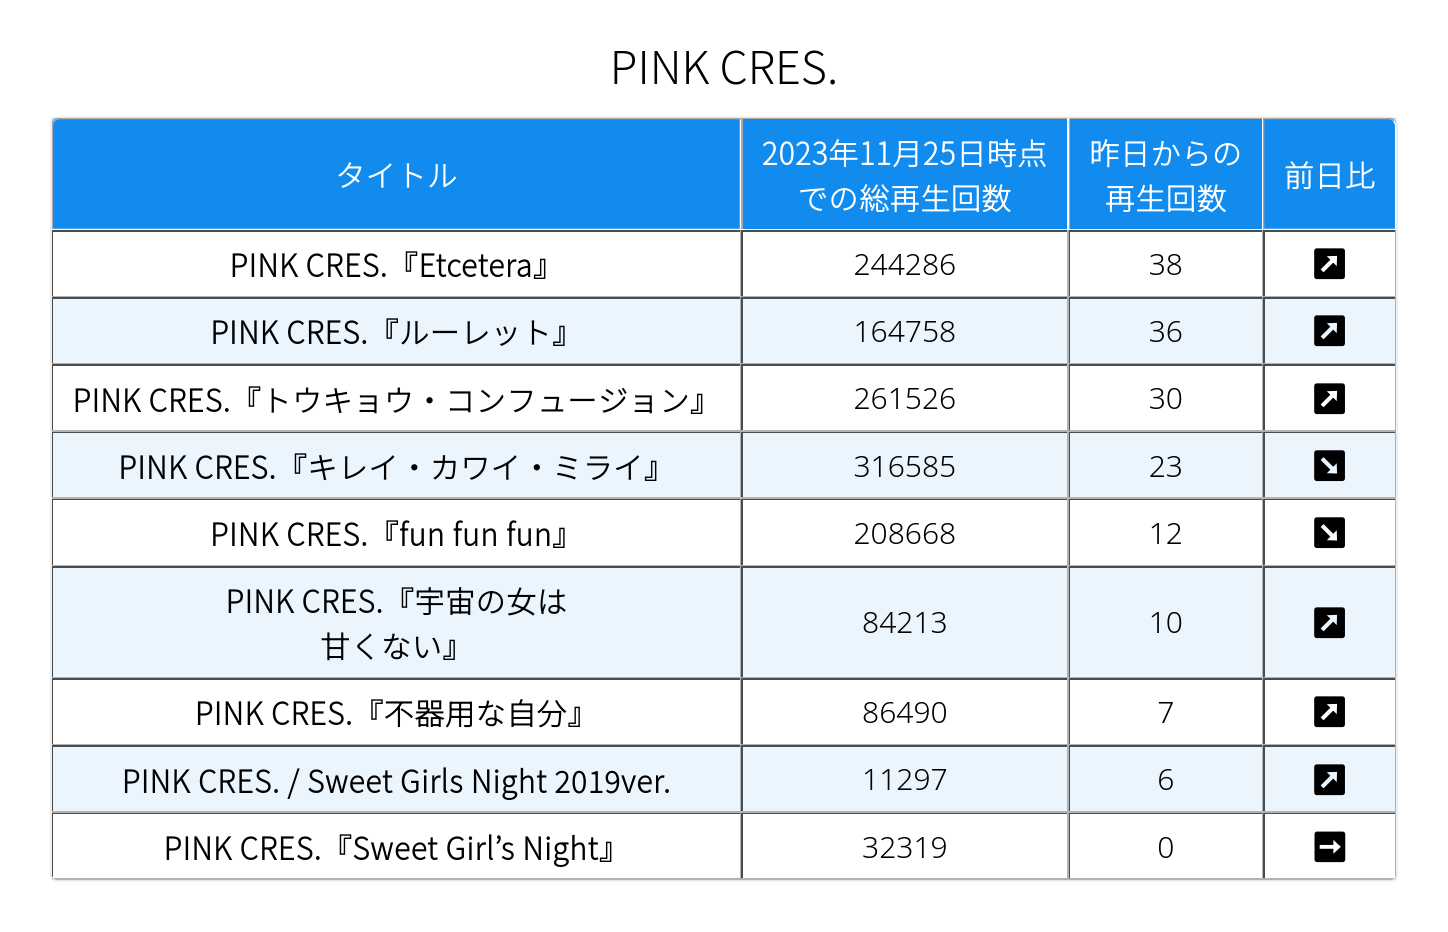 PINK CRES.
タイトル
2023年11月25日時点
での総再生回数
昨日からの
再生回数
前日比
PINK CRES.『Etcetera』 244286 38 ↗
PINK CRES.『ルーレット』 164758 36 ↗
PINK CRES.『トウキョウ・コンフュージョン』 261526 30 ↗
PINK CRES.『キレイ・カワイ・ミライ』 316585 23 ↘
PINK CRES.『fun fun fun』 208668 12 ↘
PINK CRES.『宇宙の女は
甘くない』 84213 10 ↗
PINK CRES.『不器用な自分』 86490 7 ↗
PINK CRES. / Sweet Girls Night 2019ver. 11297 6 ↗
PINK CRES.『Sweet Girl’s Night』 32319 0 →